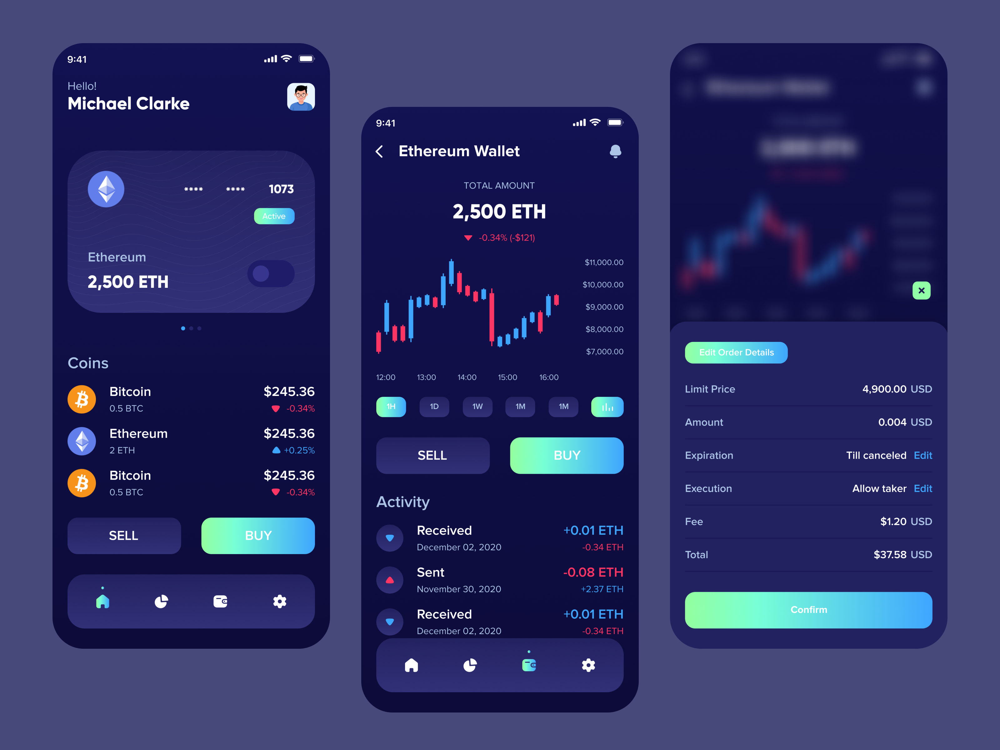 9:41
Hello!
Michael Clarke
**** **** 1073
Active
Ethereum
2,500 ETH
Coins
Bitcoin $245.36
0.5 BTC -0.34%
Ethereum $245.36
2 ETH +0.25%
Bitcoin $245.36
0.5 BTC -0.34%
SELL BUY
9:41
Ethereum Wallet
TOTAL AMOUNT
2,500 ETH
-0.34% (-$121)
$11,000.00
$10,000.00
$9,000.00
$8,000.00
$7,000.00
12:00 13:00 14:00 15:00 16:00
1H 1D 1W 1M 1M
SELL BUY
Activity
Received +0.01 ETH
December 02, 2020 -0.34 ETH
Sent -0.08 ETH
November 30, 2020 +2.37 ETH
Received +0.01 ETH
December 02, 2020 -0.34 ETH
Edit Order Details
Limit Price 4,900.00 USD
Amount 0.004 USD
Expiration Till canceled Edit
Execution Allow taker Edit
Fee $1.20 USD
Total $37.58 USD
Confirm